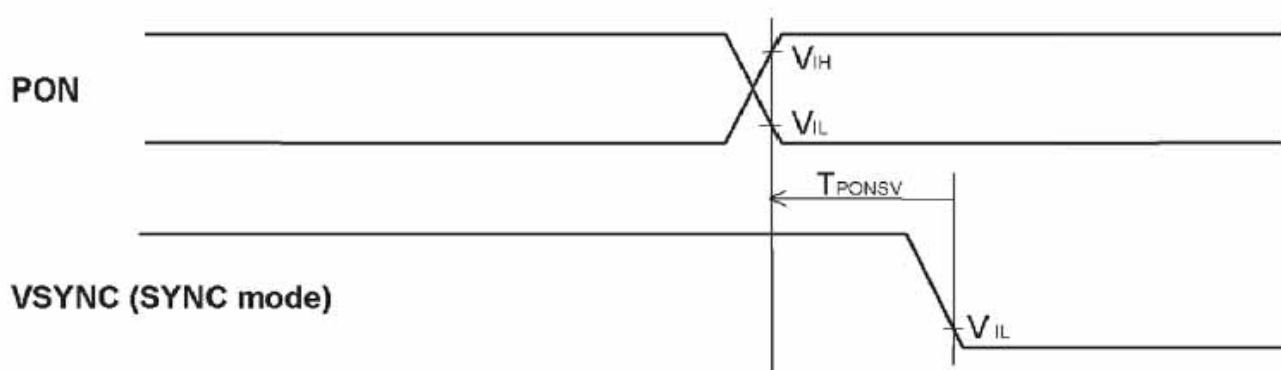 VIH
PON
VIL
TPONSV
VSYNC (SYNC mode)
VIL